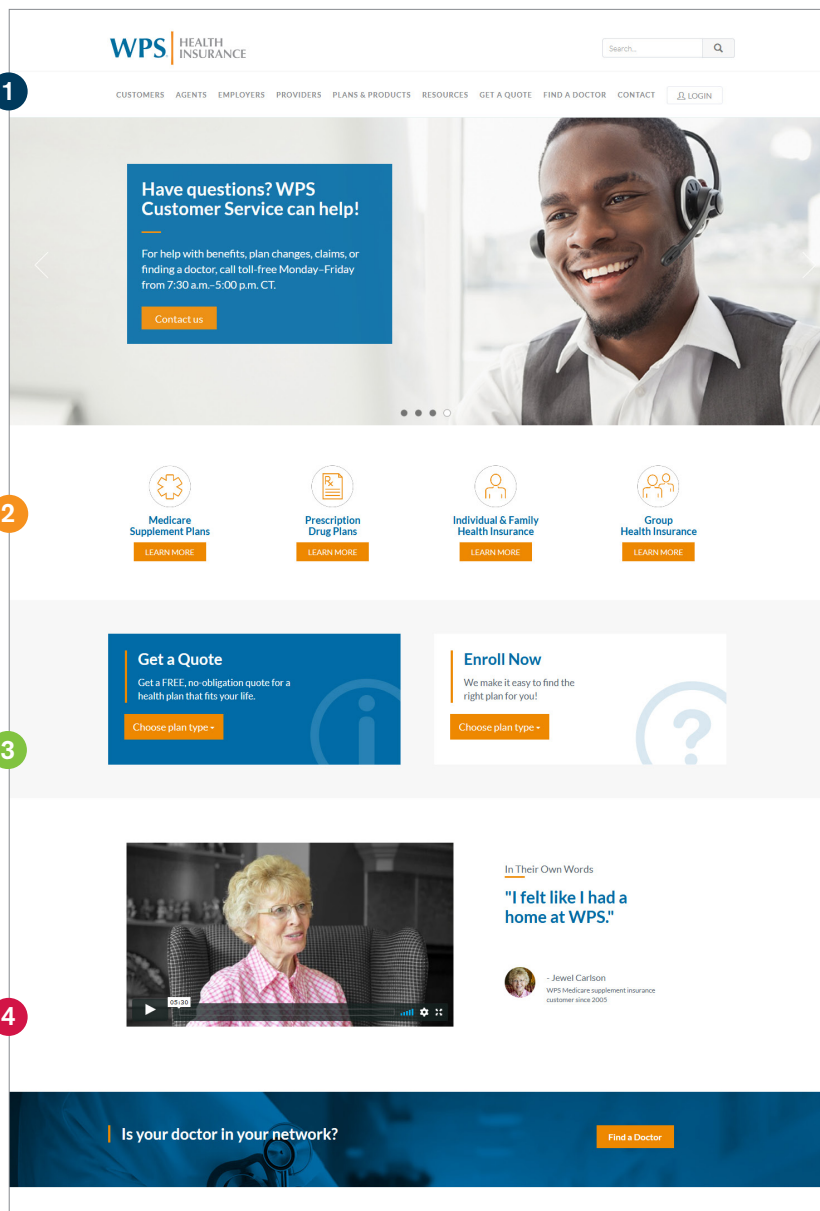 WPS HEALTH
INSURANCE
Search...
1
CUSTOMERS AGENTS EMPLOYERS PROVIDERS PLANS & PRODUCTS RESOURCES GET A QUOTE FIND A DOCTOR CONTACT LOGIN
Have questions? WPS
Customer Service can help!
For help with benefits, plan changes, claims, or
finding a doctor, call toll-free Monday–Friday
from 7:30 a.m.–5:00 p.m. CT.
Contact us
2
Medicare
Supplement Plans
LEARN MORE
Rx
Prescription
Drug Plans
LEARN MORE
Individual & Family
Health Insurance
LEARN MORE
Group
Health Insurance
LEARN MORE
3
Get a Quote
Get a FREE, no-obligation quote for a
health plan that fits your life.
Choose plan type
i
Enroll Now
We make it easy to find the
right plan for you!
Choose plan type
?
4
05:30
In Their Own Words
"I felt like I had a
home at WPS."
- Jewel Carlson
WPS Medicare supplement insurance
customer since 2005
Is your doctor in your network?
Find a Doctor